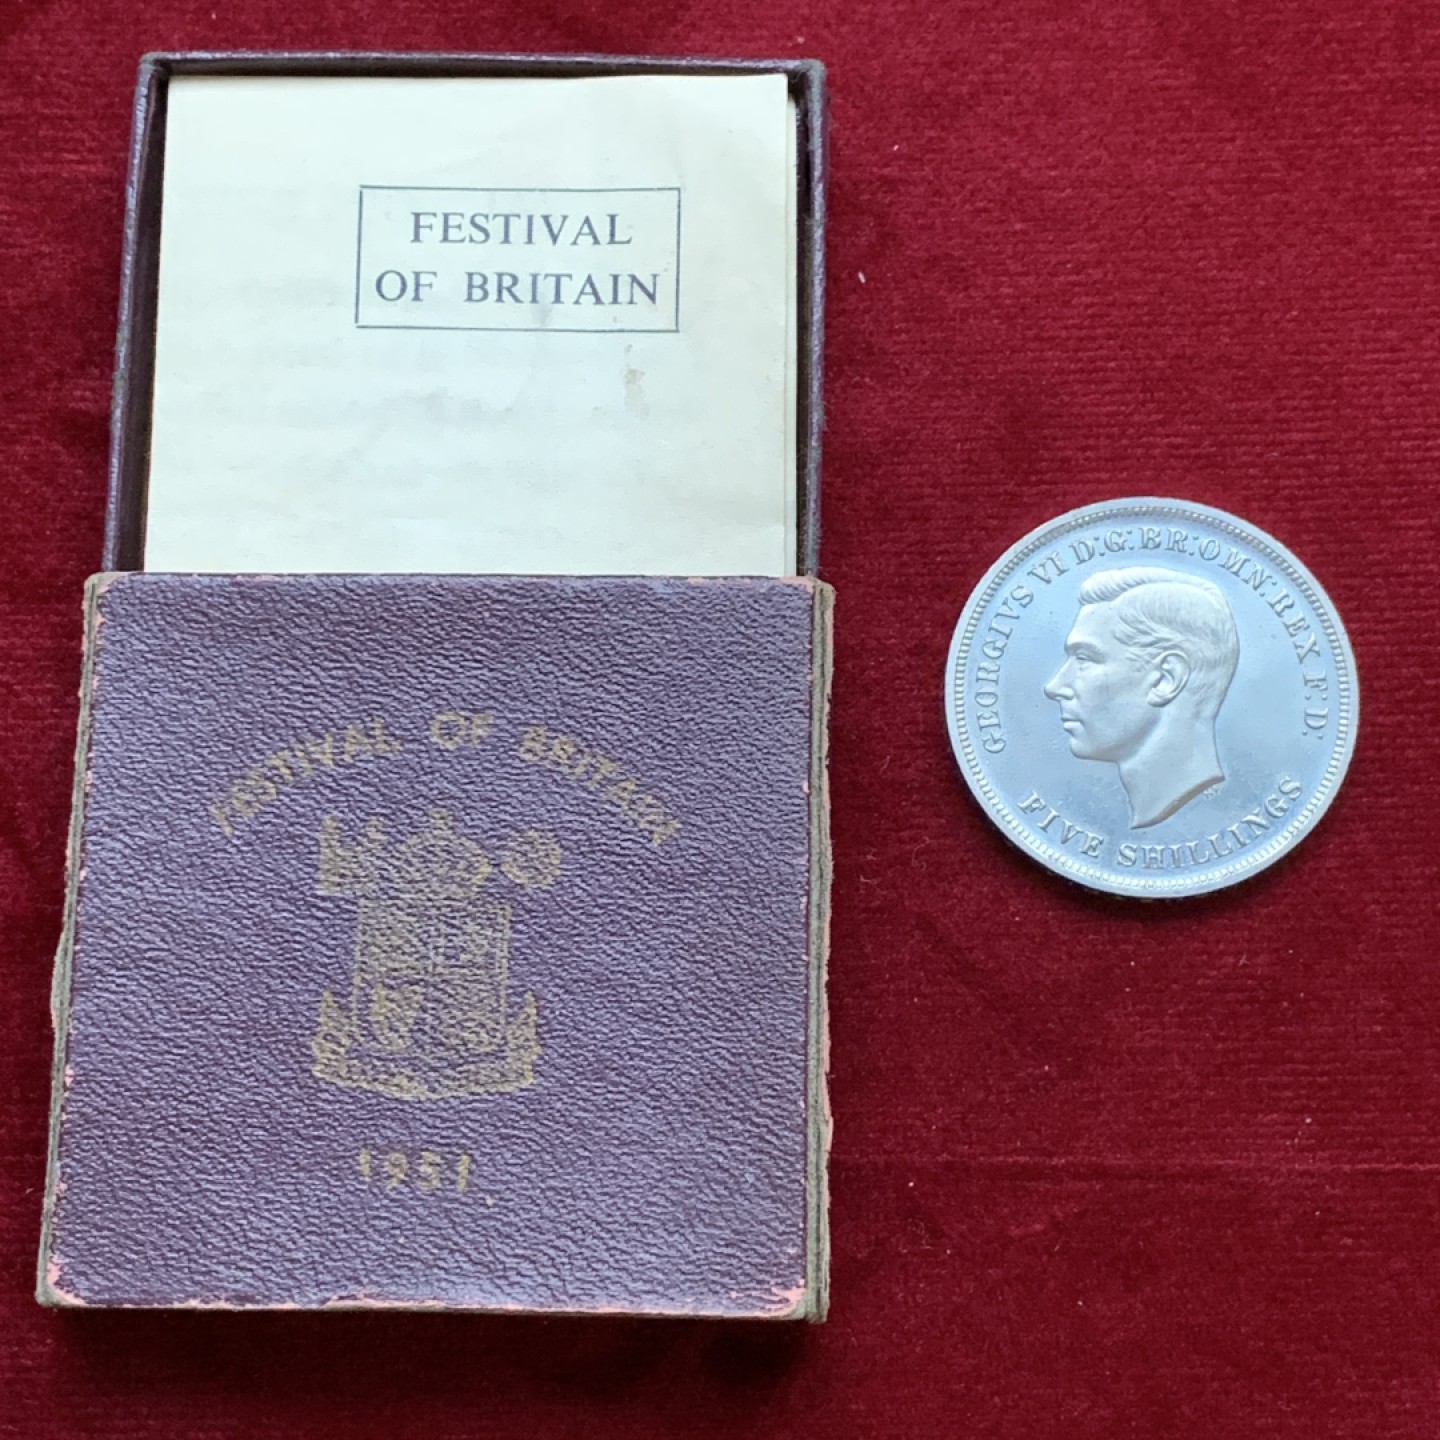 FESTIVAL
OF BRITAIN
FESTIVAL OF BRITAIN
1951
GEORGIVS VI D:G:BR:OMN:REX F.D.
FIVE SHILLINGS